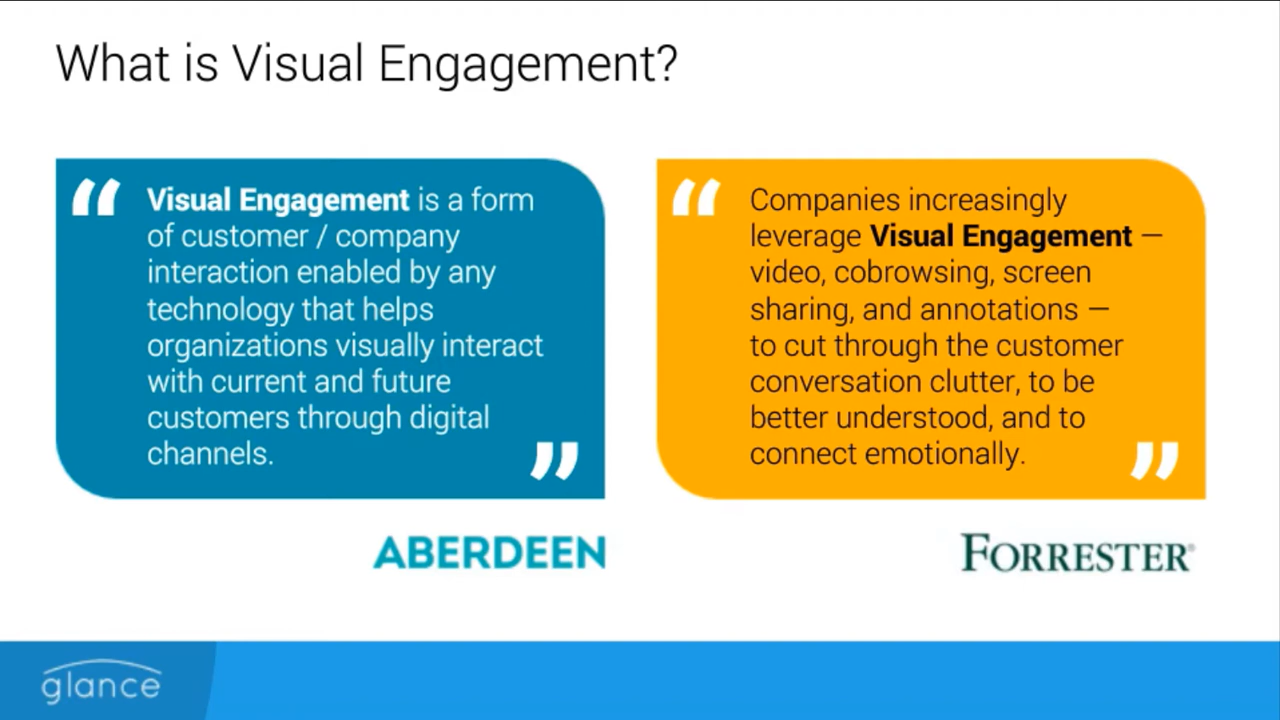 What is Visual Engagement?
“
Visual Engagement is a form
of customer / company
interaction enabled by any
technology that helps
organizations visually interact
with current and future
customers through digital
channels.
”
ABERDEEN
“
Companies increasingly
leverage Visual Engagement —
video, cobrowsing, screen
sharing, and annotations —
to cut through the customer
conversation clutter, to be
better understood, and to
connect emotionally.
”
FORRESTER®
glance